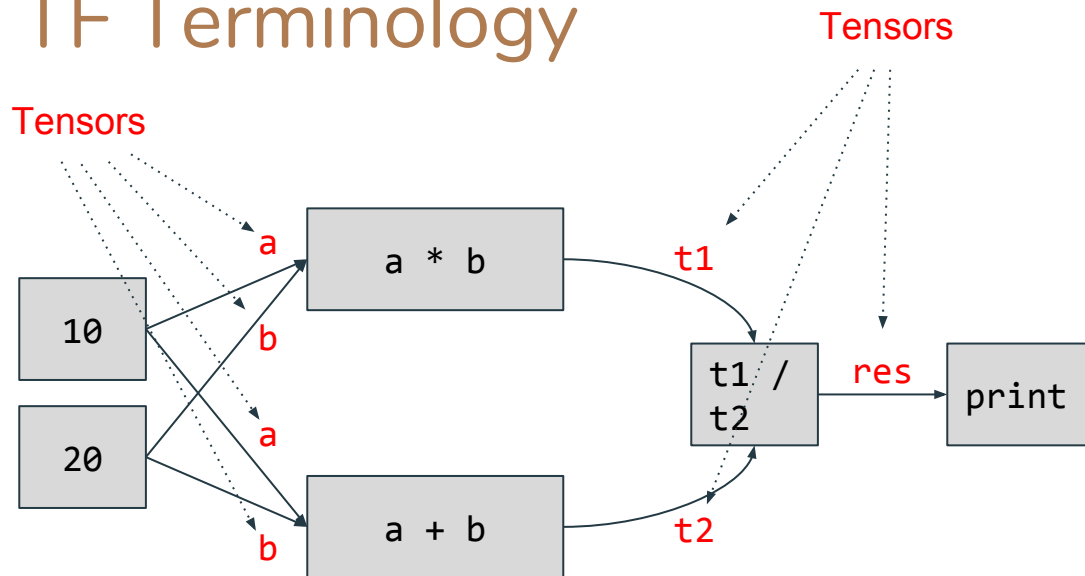 TF Terminology
Tensors
Tensors
a
a * b
t1
10
b
t1 /
t2
res
print
a
20
a + b
t2
b